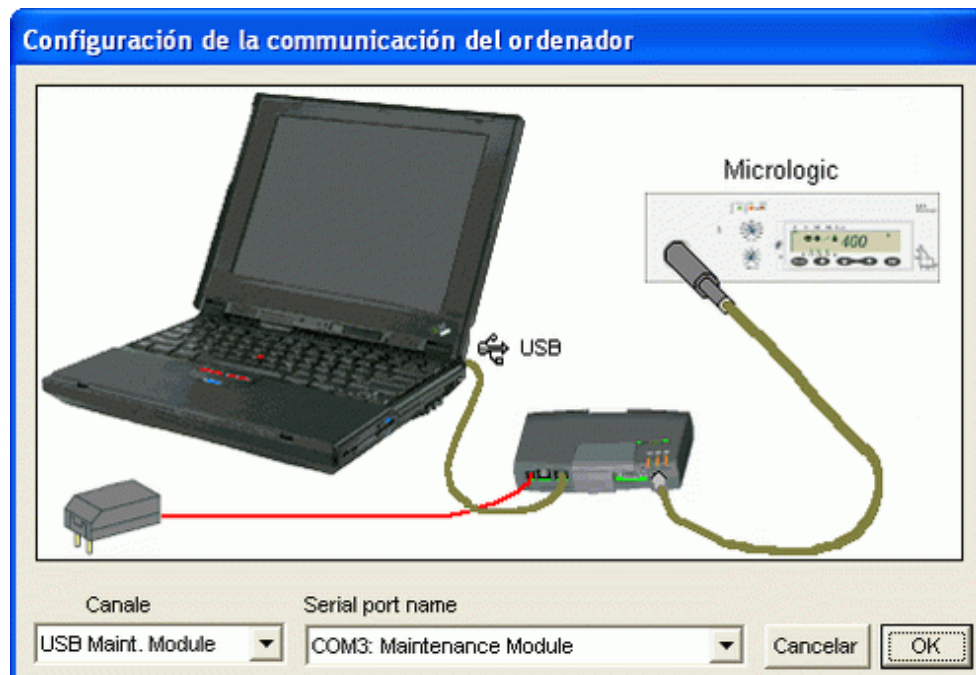 Configuración de la communicación del ordenador
Micrologic
400
USB
Canale
Serial port name
USB Maint. Module
COM3: Maintenance Module
Cancelar
OK